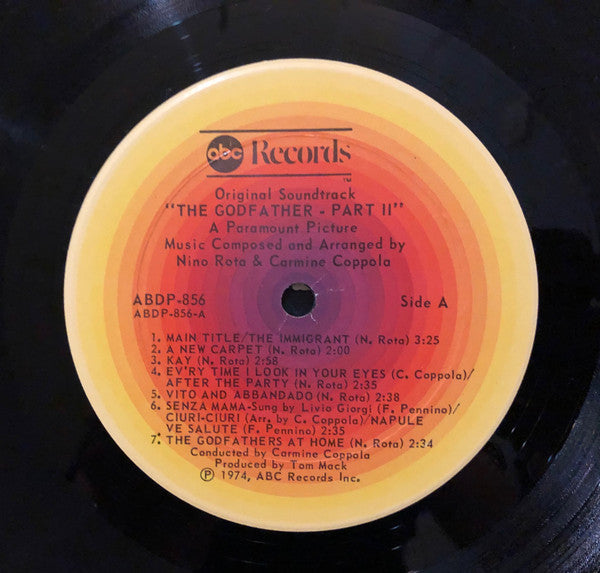 abc Records
TM
Original Soundtrack
"THE GODFATHER - PART II"
A Paramount Picture
Music Composed and Arranged by
Nino Rota & Carmine Coppola
ABDP-856 Side A
ABDP-856-A
1. MAIN TITLE/THE IMMIGRANT (N. Rota) 3:25
2. A NEW CARPET (N. Rota) 2:00
3. KAY (N. Rota) 2:58
4. EV'RY TIME I LOOK IN YOUR EYES (C. Coppola)/
AFTER THE PARTY (N. Rota) 2:35
5. VITO AND ABBANDADO (N. Rota) 2:38
6. SENZA MAMA-Sung by Livio Giorgi (F. Pennino)/
CIURI-CIURI (Arr. by C. Coppola)/NAPULE
VE SALUTE (F. Pennino) 2:35
7. THE GODFATHERS AT HOME (N. Rota) 2:34
Conducted by Carmine Coppola
Produced by Tom Mack
℗ 1974, ABC Records Inc.